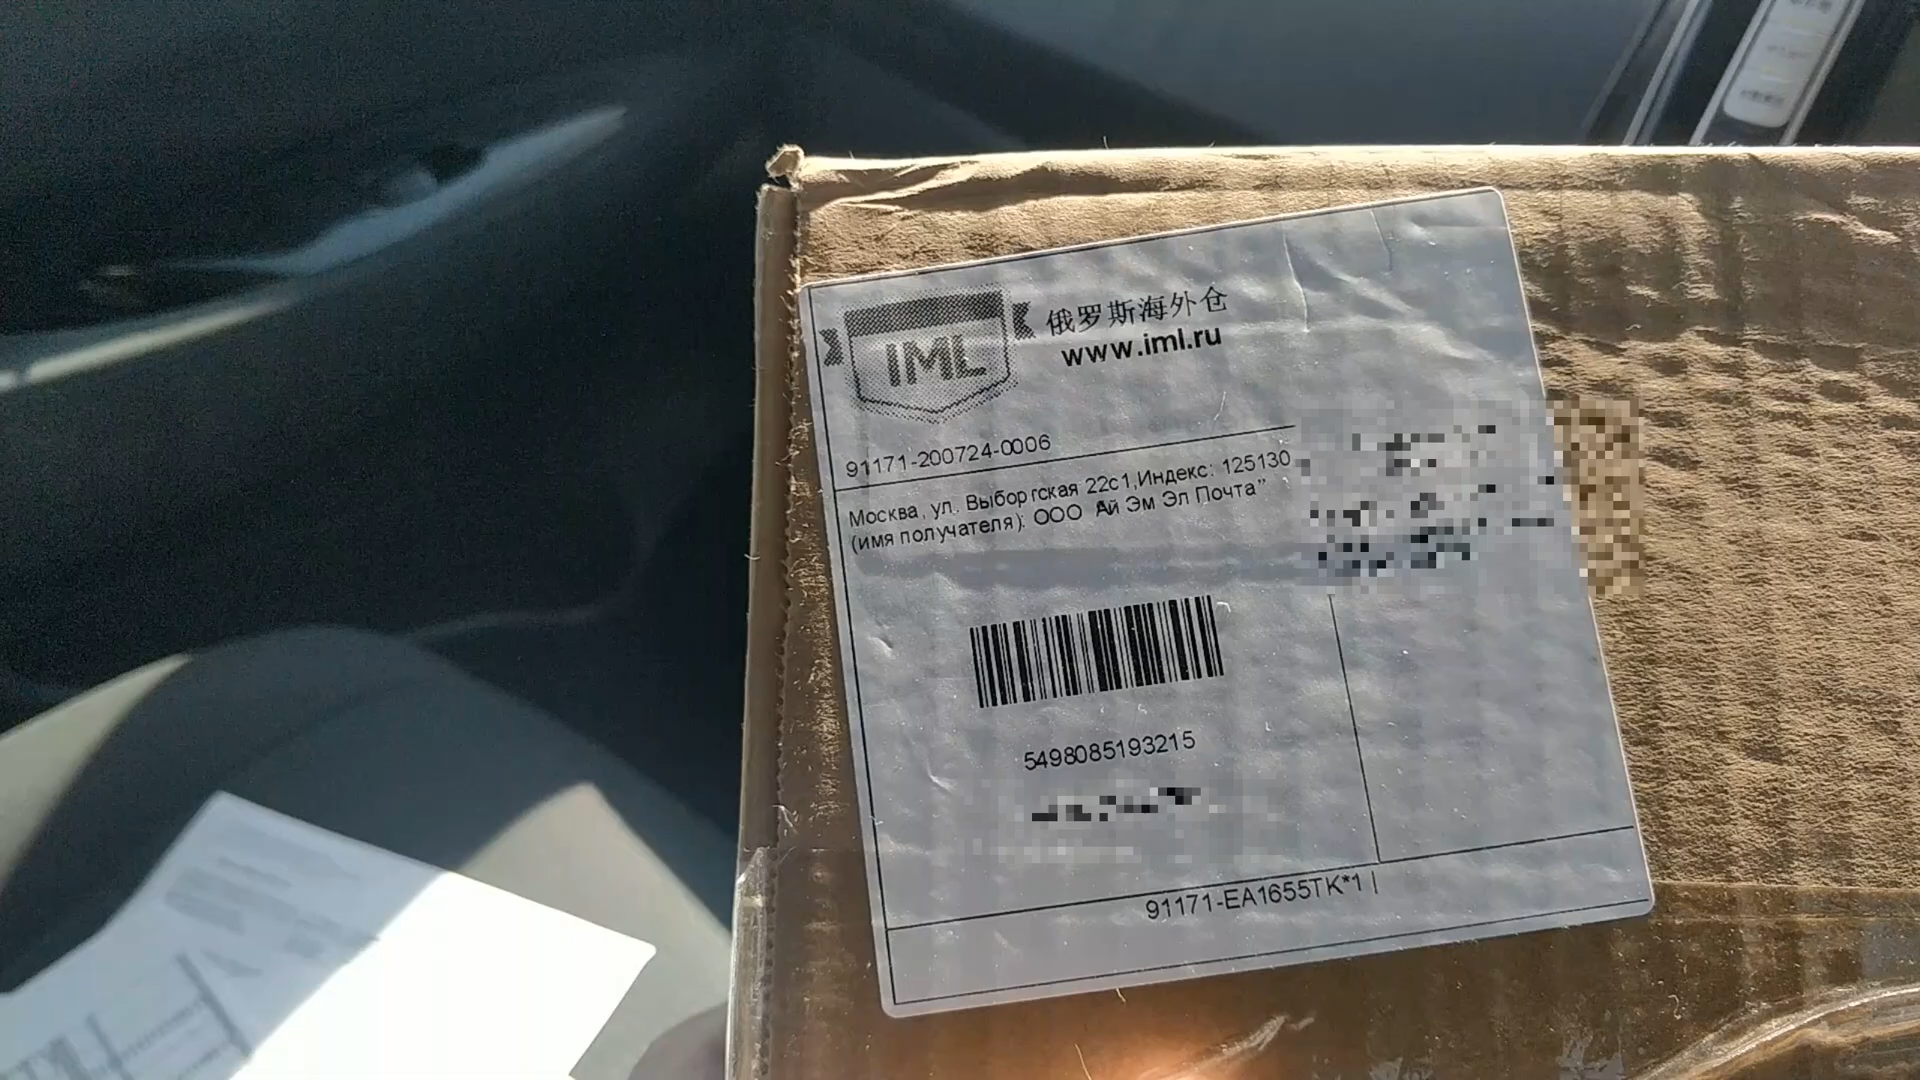 IML
俄罗斯海外仓
www.iml.ru
91171-200724-0006
Москва, ул. Выборгская 22с1,Индекс: 125130
(имя получателя): ООО Ай Эм Эл Почта”
5498085193215
91171-EA1655TK*1 |